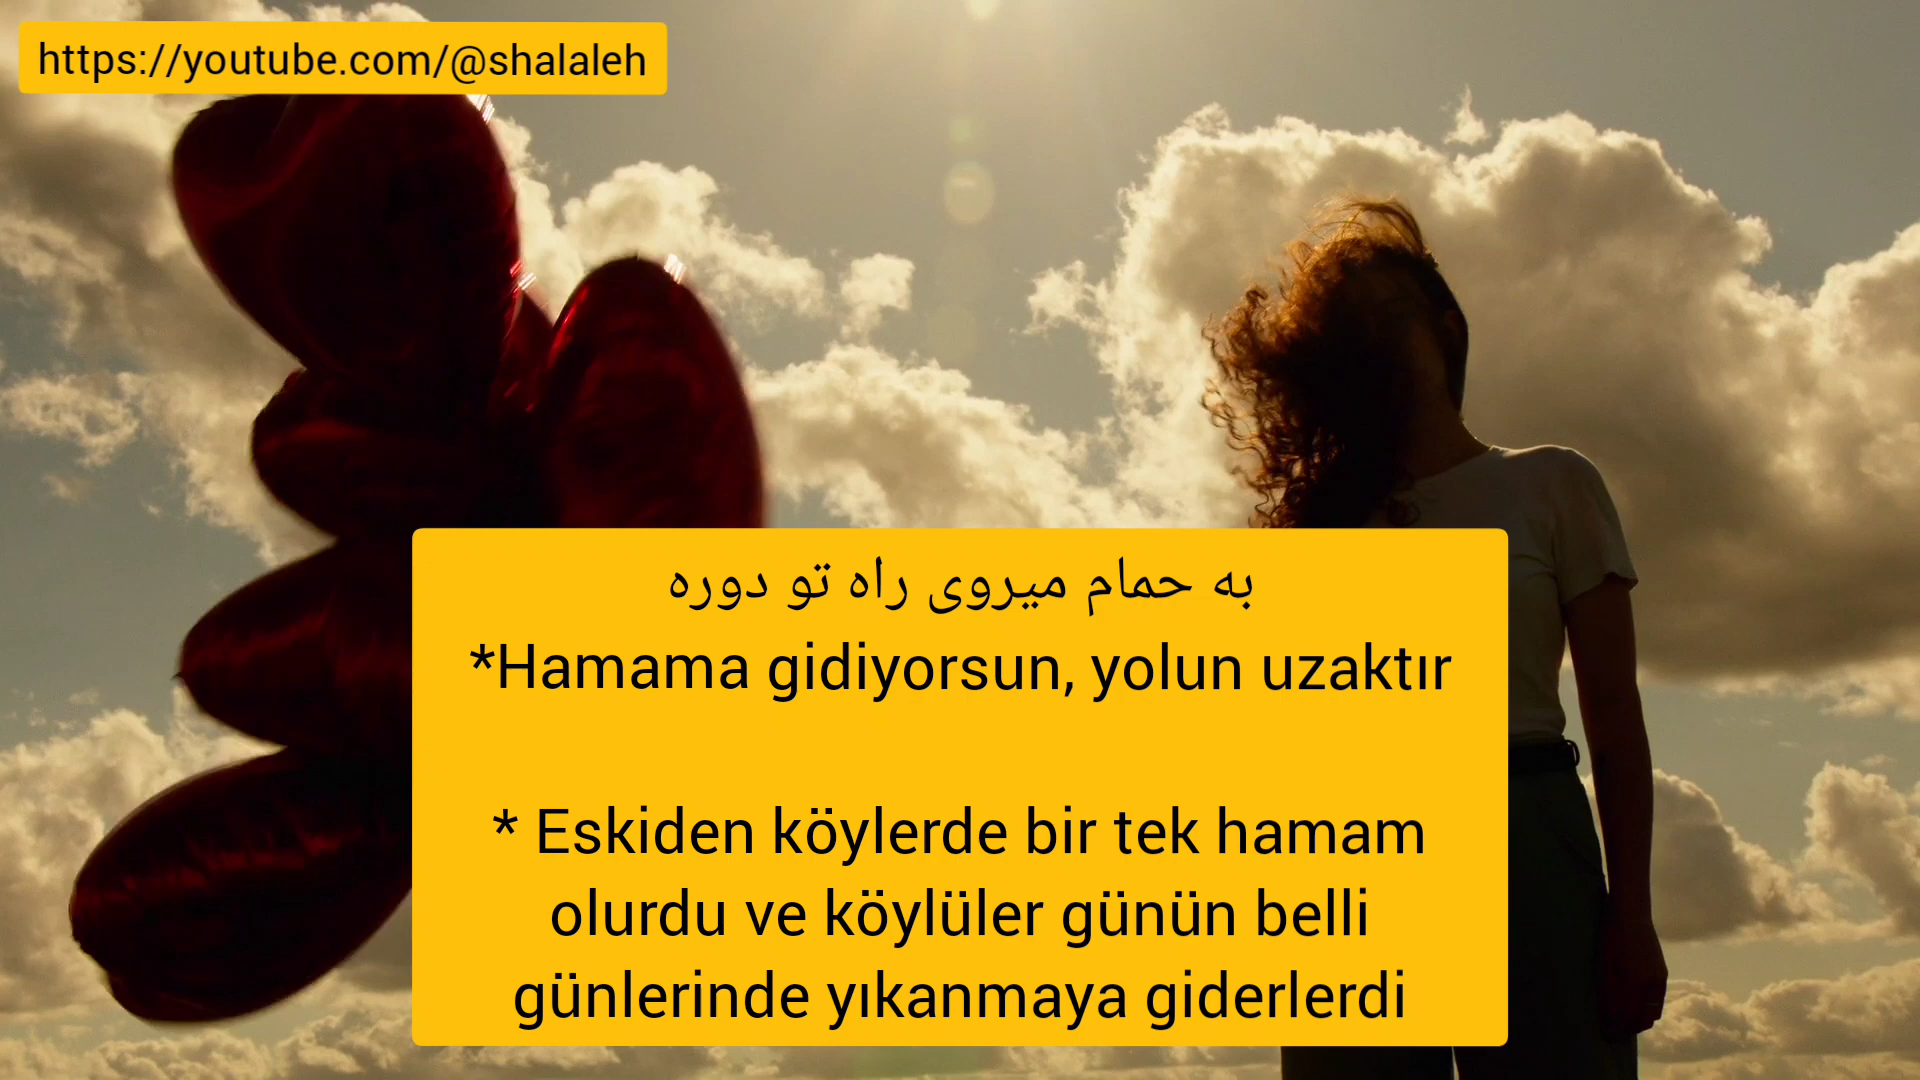 https://youtube.com/@shalaleh
به حمام میروی راه تو دوره
*Hamama gidiyorsun, yolun uzaktır
* Eskiden köylerde bir tek hamam
olurdu ve köylüler günün belli
günlerinde yıkanmaya giderlerdi